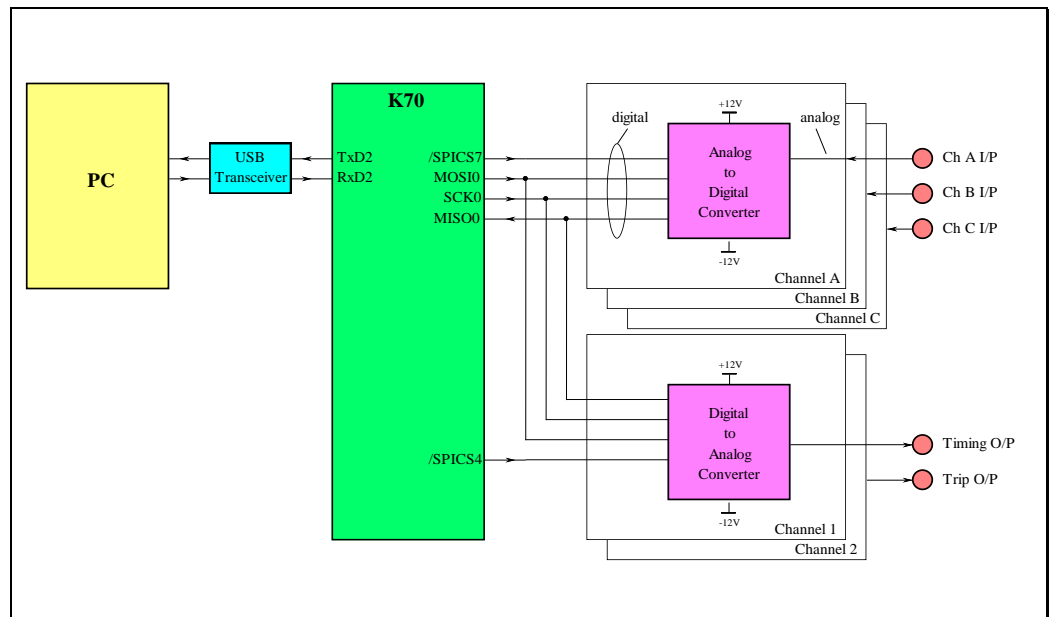 PC
USB
Transceiver
K70
TxD2
RxD2
/SPICS7
MOSI0
SCK0
MISO0
/SPICS4
digital
+12V
analog
Analog
to
Digital
Converter
-12V
Channel A
Channel B
Channel C
Ch A I/P
Ch B I/P
Ch C I/P
+12V
Digital
to
Analog
Converter
-12V
Channel 1
Channel 2
Timing O/P
Trip O/P